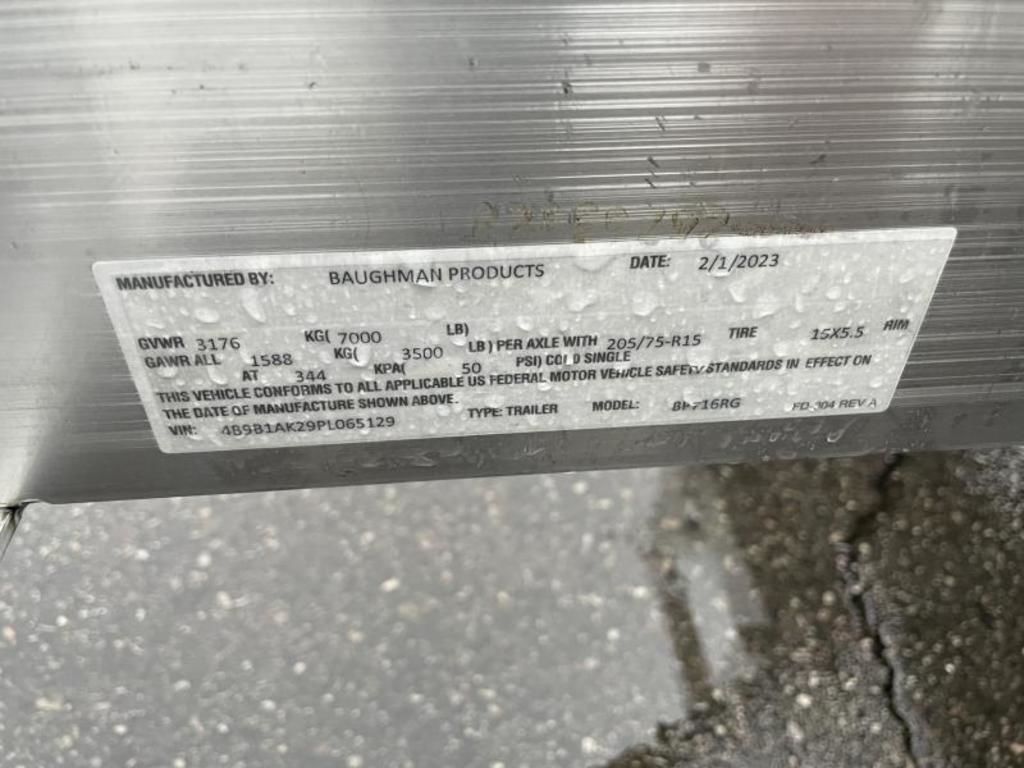 MANUFACTURED BY: BAUGHMAN PRODUCTS DATE: 2/1/2023
GVWR 3176 KG( 7000 LB)
GAWR ALL 1588 KG( 3500 LB ) PER AXLE WITH 205/75-R15 TIRE 15X5.5 RIM
AT 344 KPA( 50 PSI) COLD SINGLE
THIS VEHICLE CONFORMS TO ALL APPLICABLE US FEDERAL MOTOR VEHICLE SAFETY STANDARDS IN EFFECT ON
THE DATE OF MANUFACTURE SHOWN ABOVE.
VIN: 4B9B1AK29PL065129 TYPE: TRAILER MODEL: FD-304 REV A